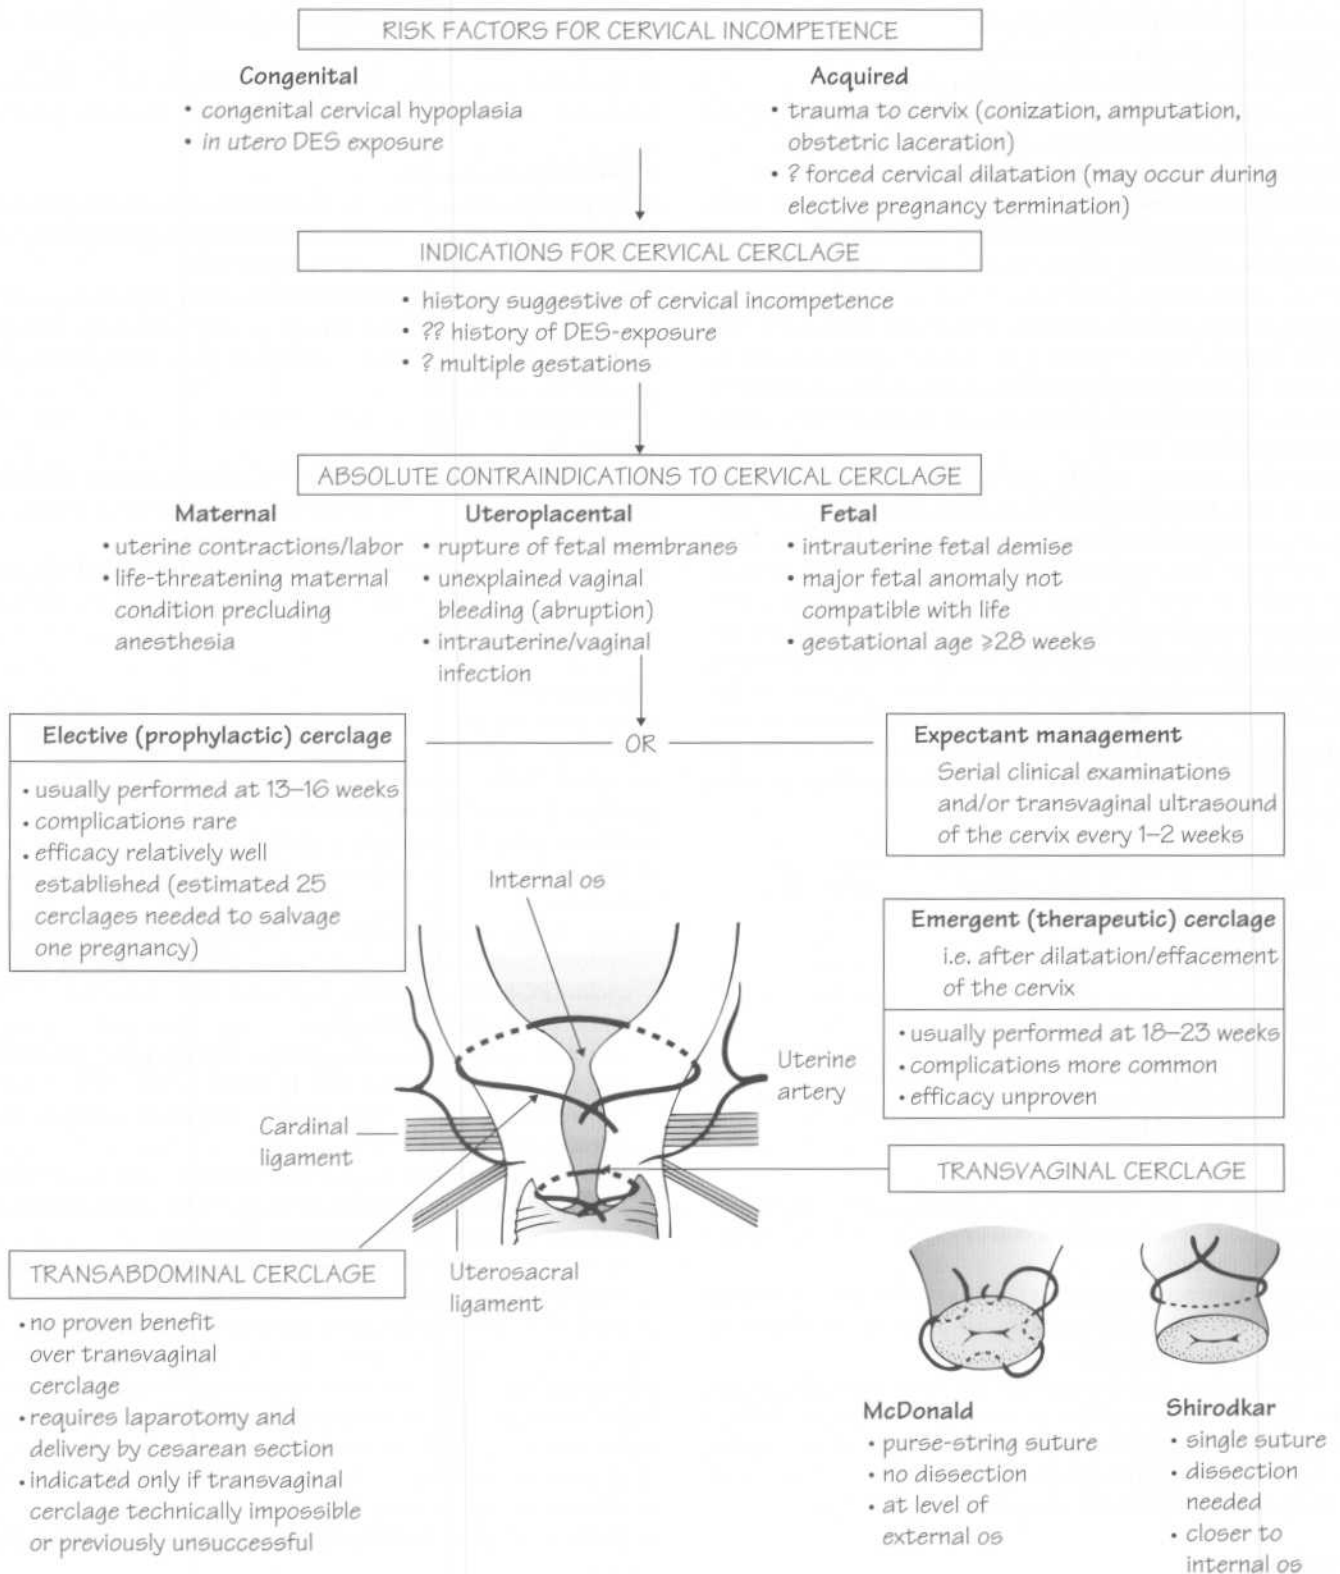 RISK FACTORS FOR CERVICAL INCOMPETENCE
Congenital
• congenital cervical hypoplasia
• in utero DES exposure
Acquired
• trauma to cervix (conization, amputation,
obstetric laceration)
• ? forced cervical dilatation (may occur during
elective pregnancy termination)
INDICATIONS FOR CERVICAL CERCLAGE
• history suggestive of cervical incompetence
• ?? history of DES-exposure
• ? multiple gestations
ABSOLUTE CONTRAINDICATIONS TO CERVICAL CERCLAGE
Maternal
• uterine contractions/labor
• life-threatening maternal
condition precluding
anesthesia
Uteroplacental
• rupture of fetal membranes
• unexplained vaginal
bleeding (abruption)
• intrauterine/vaginal
infection
Fetal
• intrauterine fetal demise
• major fetal anomaly not
compatible with life
• gestational age ≥28 weeks
Elective (prophylactic) cerclage
• usually performed at 13–16 weeks
• complications rare
• efficacy relatively well
established (estimated 25
cerclages needed to salvage
one pregnancy)
OR
Expectant management
Serial clinical examinations
and/or transvaginal ultrasound
of the cervix every 1–2 weeks
Emergent (therapeutic) cerclage
i.e. after dilatation/effacement
of the cervix
• usually performed at 18–23 weeks
• complications more common
• efficacy unproven
Internal os
Uterine
artery
Cardinal
ligament
Uterosacral
ligament
TRANSABDOMINAL CERCLAGE
• no proven benefit
over transvaginal
cerclage
• requires laparotomy and
delivery by cesarean section
• indicated only if transvaginal
cerclage technically impossible
or previously unsuccessful
TRANSVAGINAL CERCLAGE
McDonald
• purse-string suture
• no dissection
• at level of
external os
Shirodkar
• single suture
• dissection
needed
• closer to
internal os